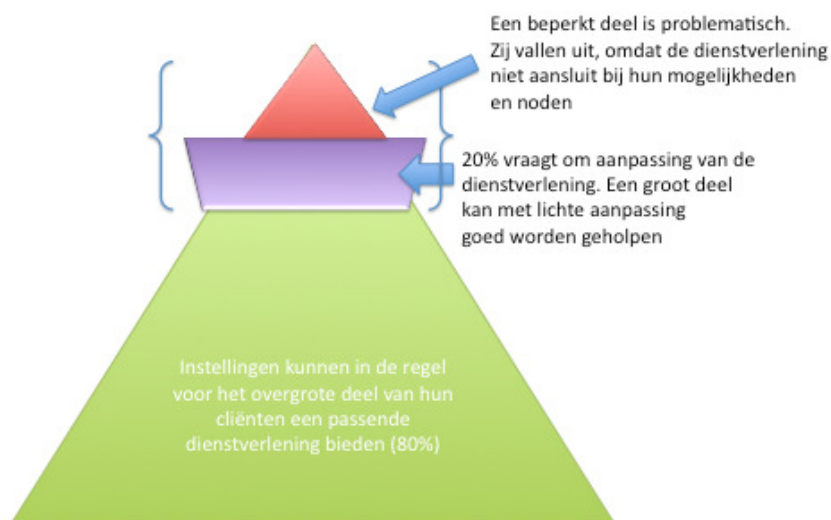 Een beperkt deel is problematisch.
Zij vallen uit, omdat de dienstverlening
niet aansluit bij hun mogelijkheden
en noden
20% vraagt om aanpassing van de
dienstverlening. Een groot deel
kan met lichte aanpassing
goed worden geholpen
Instellingen kunnen in de regel
voor het overgrote deel van hun
cliënten een passende
dienstverlening bieden (80%)